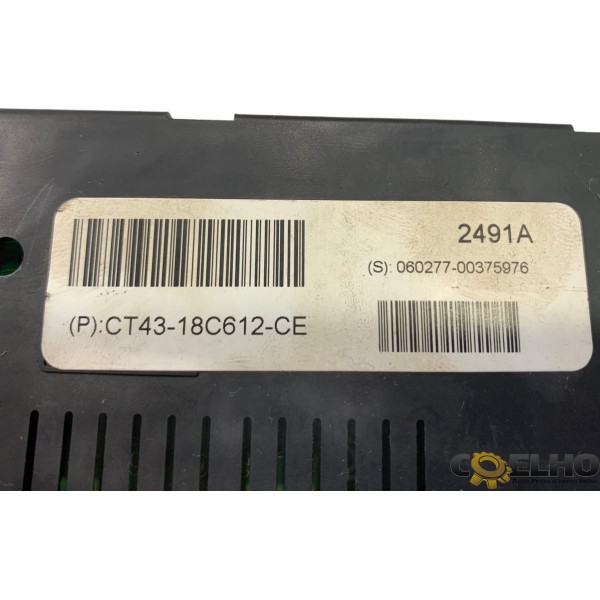 2491A
(S): 060277-00375976
(P):CT43-18C612-CE
COELHO